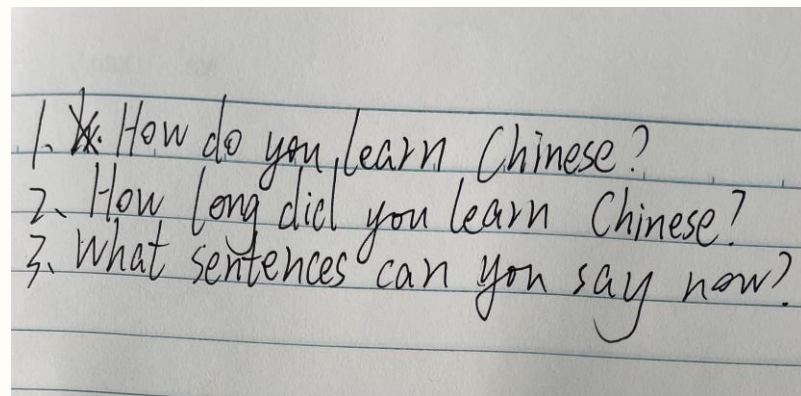 1. How do you learn Chinese?
2、How long did you learn Chinese?
3、What sentences can you say now?